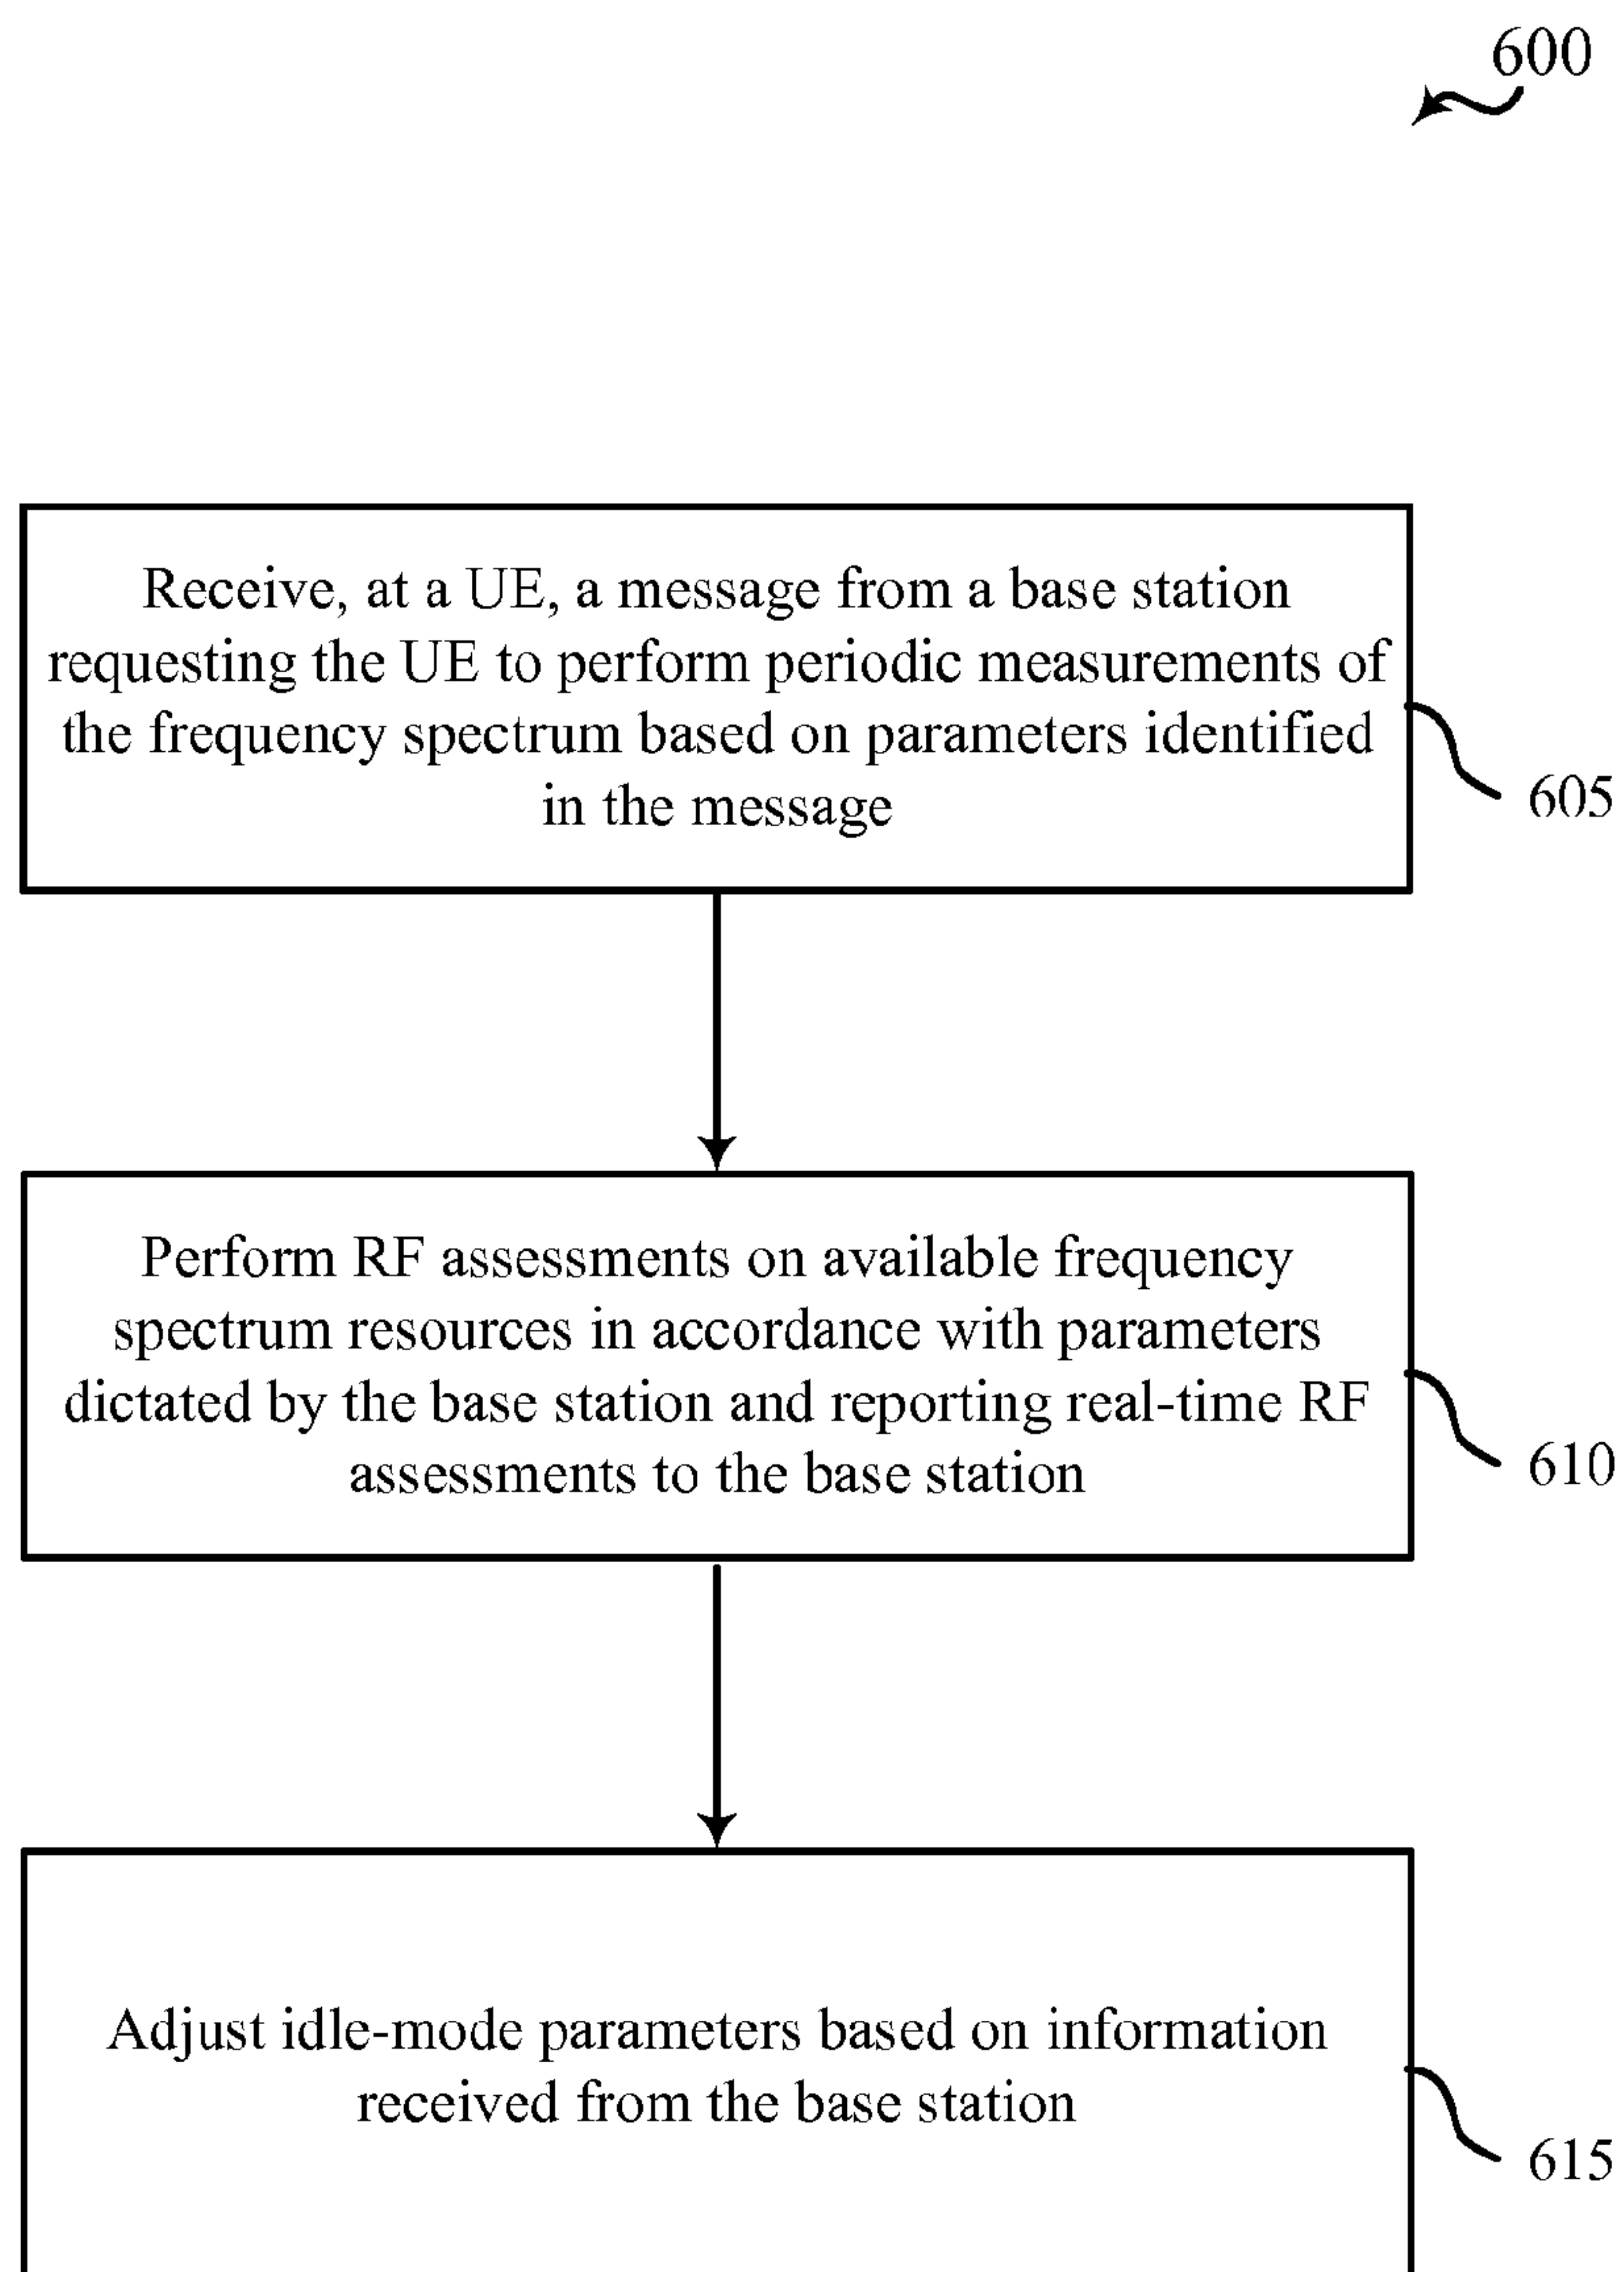 600
Receive, at a UE, a message from a base station
requesting the UE to perform periodic measurements of
the frequency spectrum based on parameters identified
in the message
605
Perform RF assessments on available frequency
spectrum resources in accordance with parameters
dictated by the base station and reporting real-time RF
assessments to the base station
610
Adjust idle-mode parameters based on information
received from the base station
615